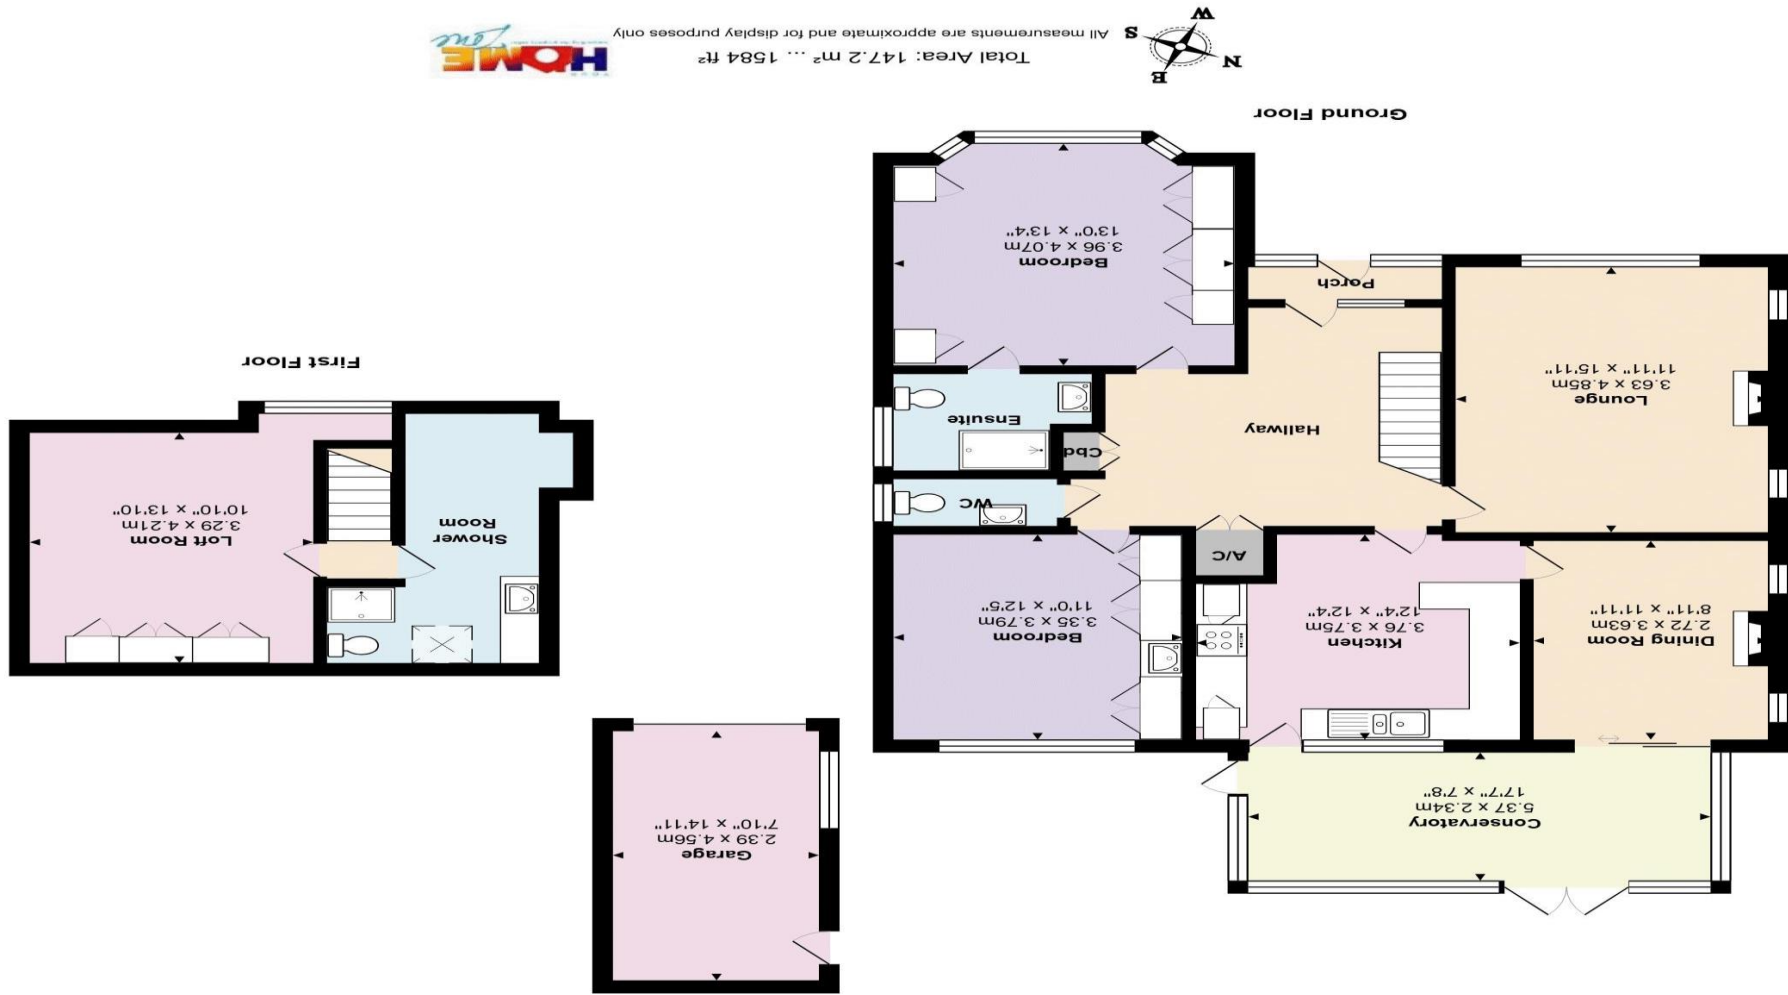 Conservatory
5.37 x 2.34m
17'7" x 7'8"
Dining Room
2.72 x 3.63m
8'11" x 11'11"
Kitchen
3.76 x 3.75m
12'4" x 12'4"
A/C
Bedroom
3.35 x 3.79m
11'0" x 12'5"
WC
Cbd
Ensuite
Hallway
Lounge
3.63 x 4.85m
11'11" x 15'11"
Porch
Bedroom
3.96 x 4.07m
13'0" x 13'4"
Ground Floor
Garage
2.39 x 4.56m
7'10" x 14'11"
Shower
Room
Loft Room
3.29 x 4.21m
10'10" x 13'10"
First Floor
E
N
S
W
Total Area: 147.2 m² ... 1584 ft²
All measurements are approximate and for display purposes only
YOUR
HOME
Zone